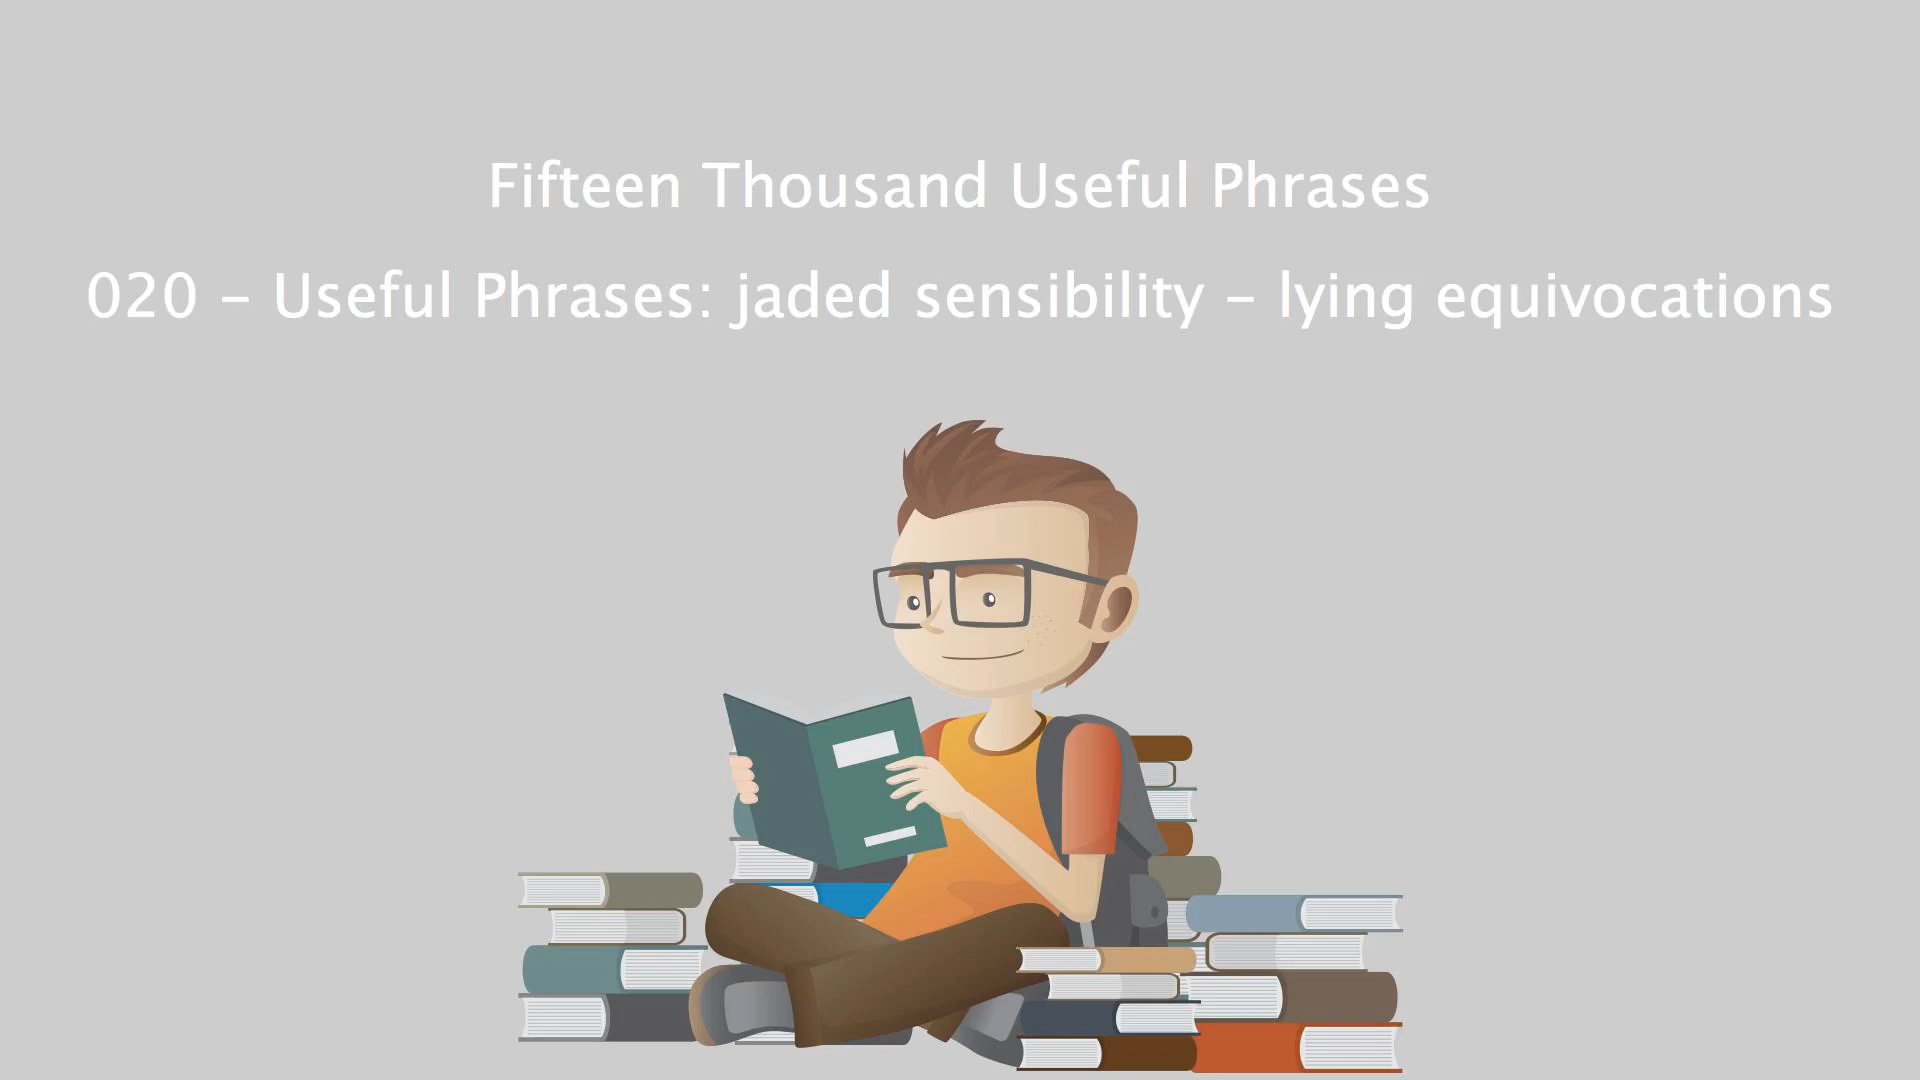 Fifteen Thousand Useful Phrases
020 – Useful Phrases: jaded sensibility – lying equivocations